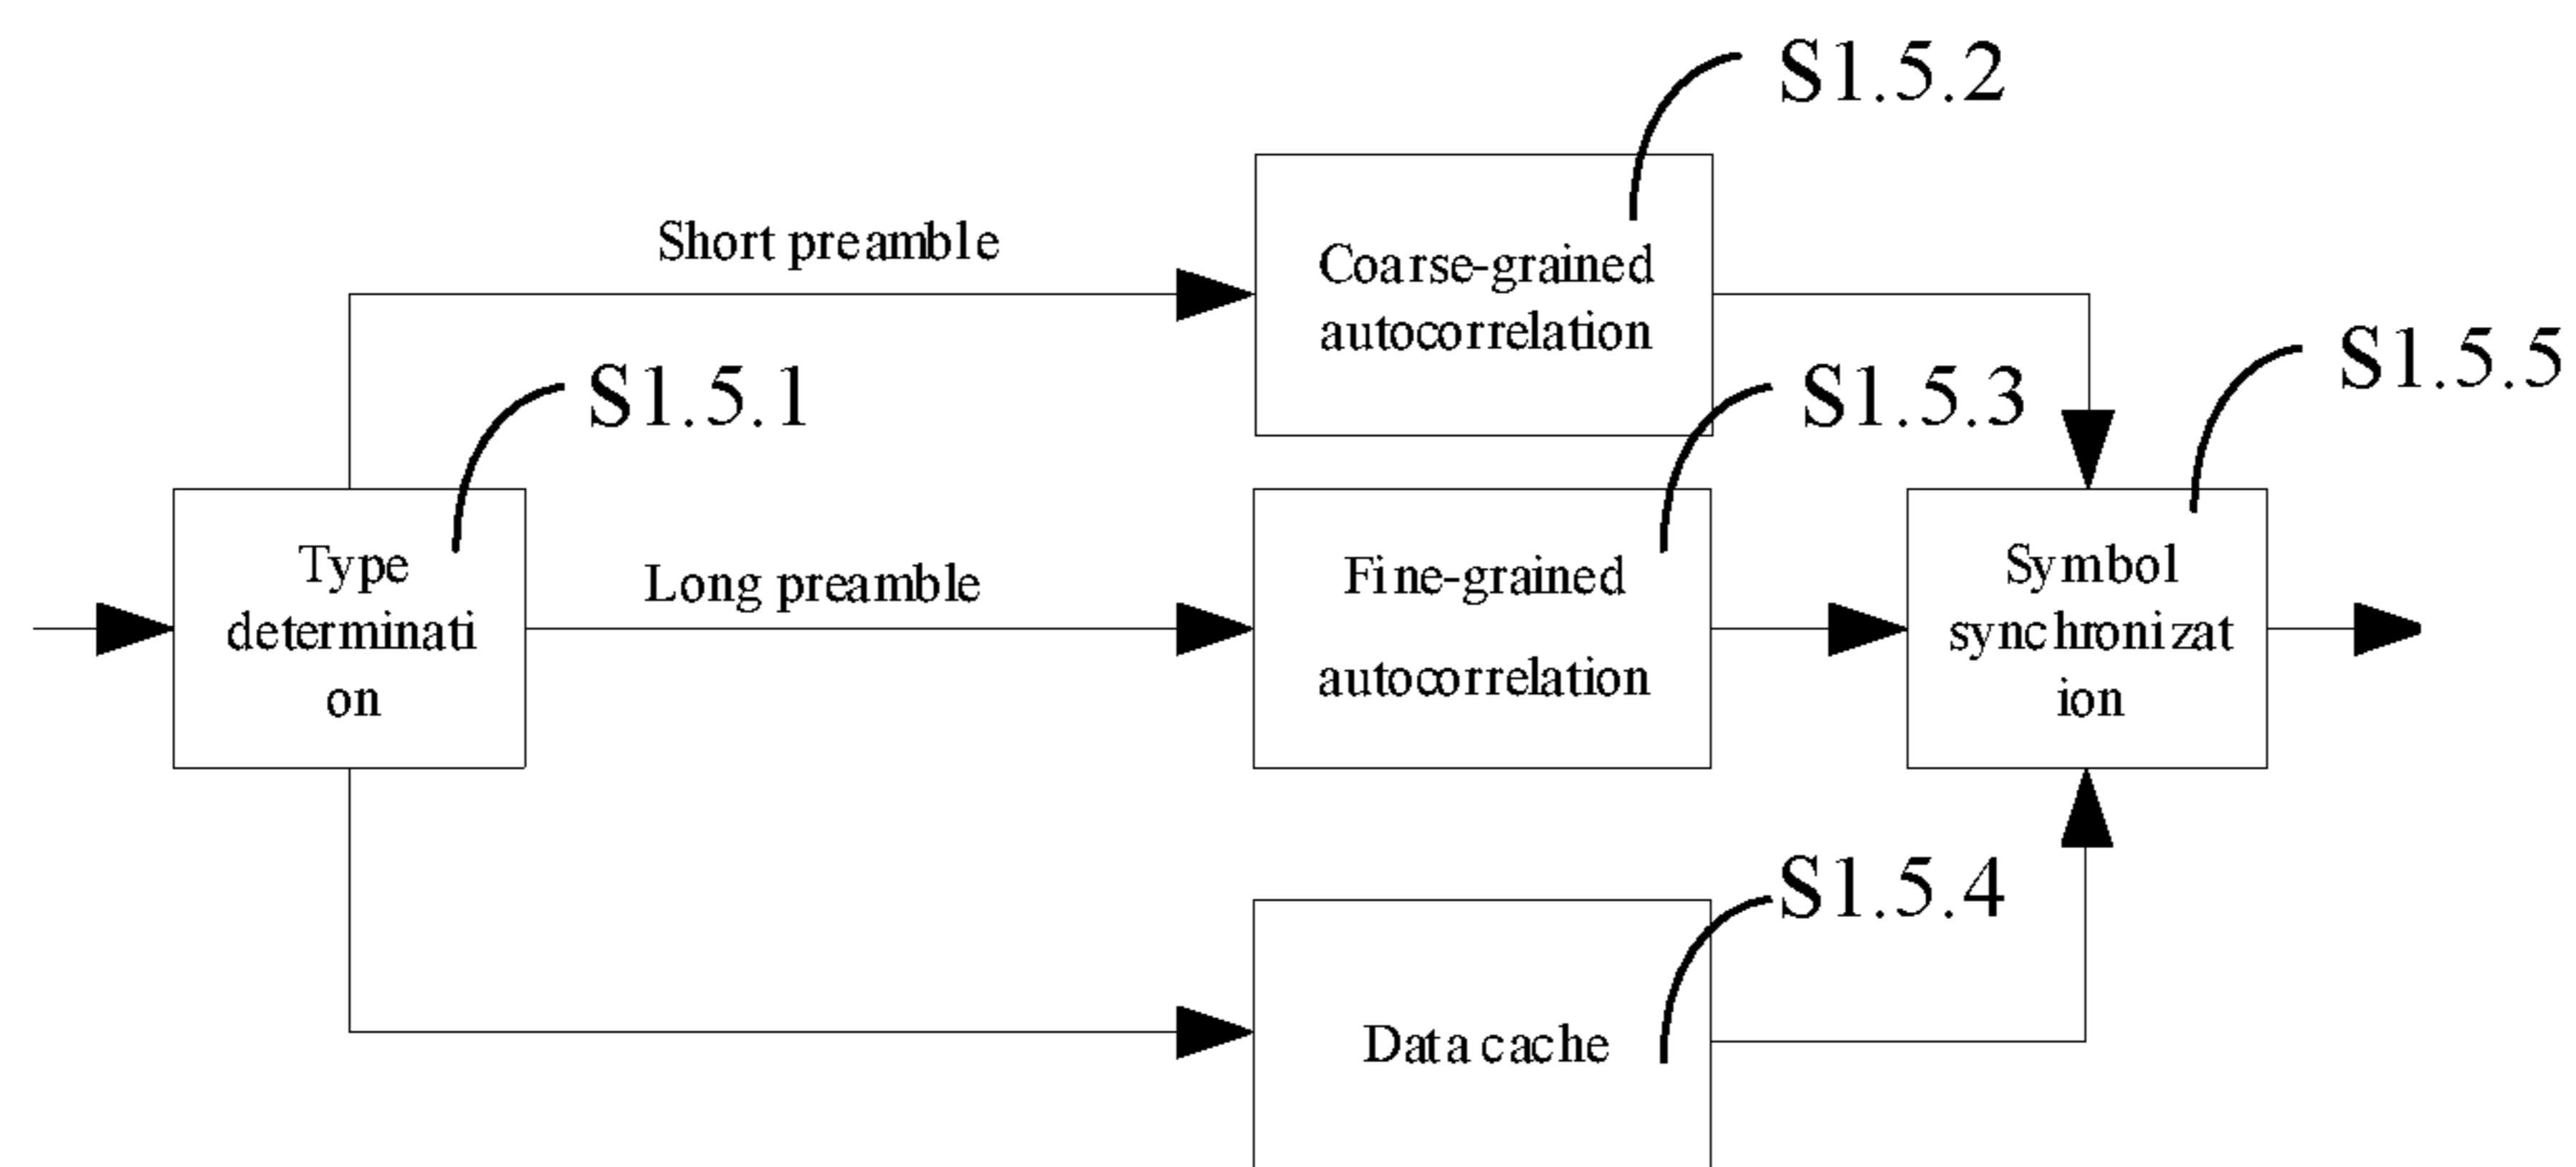 S1.5.2
Short preamble
Coarse-grained
autocorrelation
S1.5.5
S1.5.1
S1.5.3
Type
determinati
on
Long preamble
Fine-grained
autocorrelation
Symbol
synchronizat
ion
S1.5.4
Data cache